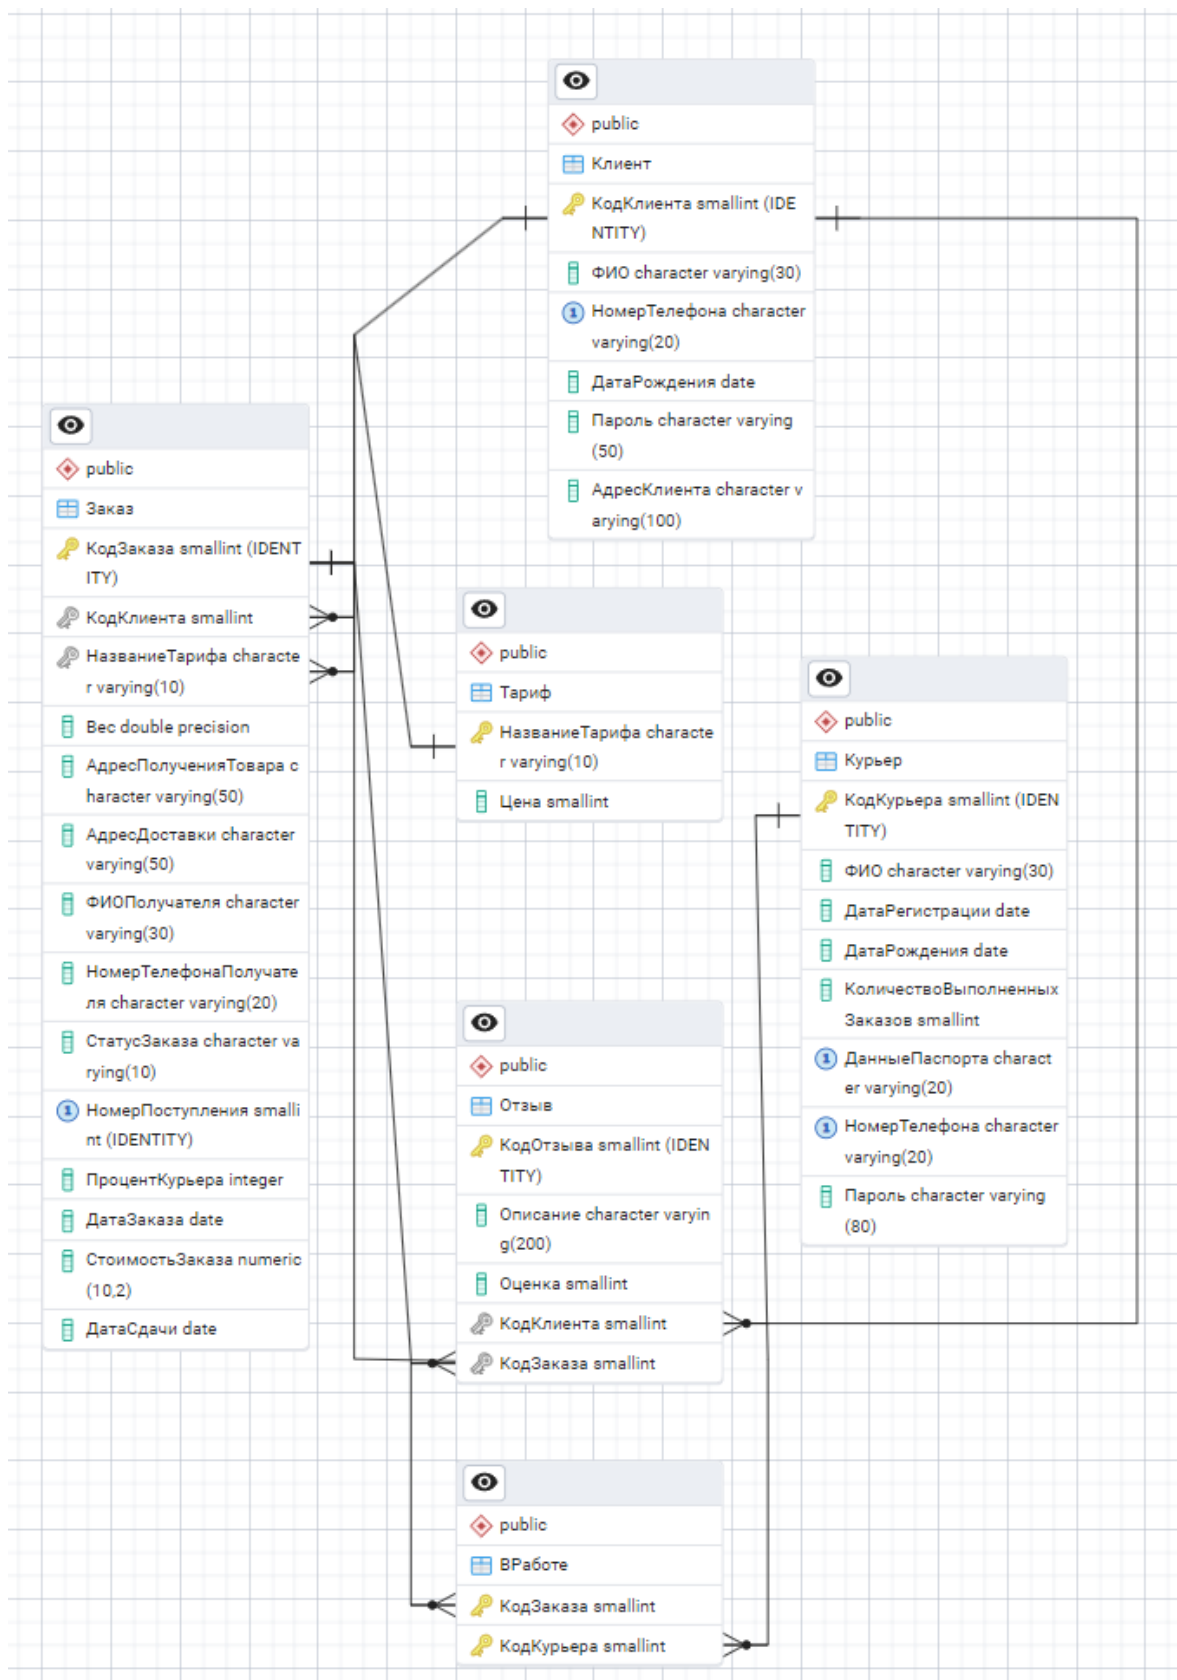 public
Клиент
КодКлиента smallint (IDE
NTITY)
ФИО character varying(30)
НомерТелефона character
varying(20)
ДатаРождения date
Пароль character varying
(50)
АдресКлиента character v
arying(100)
public
Заказ
КодЗаказа smallint (IDENT
ITY)
КодКлиента smallint
НазваниеТарифа characte
r varying(10)
Вес double precision
АдресПолученияТовара c
haracter varying(50)
АдресДоставки character
varying(50)
ФИОПолучателя character
varying(30)
НомерТелефонаПолучате
ля character varying(20)
СтатусЗаказа character va
rying(10)
НомерПоступления smalli
nt (IDENTITY)
ПроцентКурьера integer
ДатаЗаказа date
СтоимостьЗаказа numeric
(10,2)
ДатаСдачи date
public
Тариф
НазваниеТарифа characte
r varying(10)
Цена smallint
public
Курьер
КодКурьера smallint (IDEN
TITY)
ФИО character varying(30)
ДатаРегистрации date
ДатаРождения date
КоличествоВыполненных
Заказов smallint
ДанныеПаспорта charact
er varying(20)
НомерТелефона character
varying(20)
Пароль character varying
(80)
public
Отзыв
КодОтзыва smallint (IDEN
TITY)
Описание character varyin
g(200)
Оценка smallint
КодКлиента smallint
КодЗаказа smallint
public
ВРаботе
КодЗаказа smallint
КодКурьера smallint